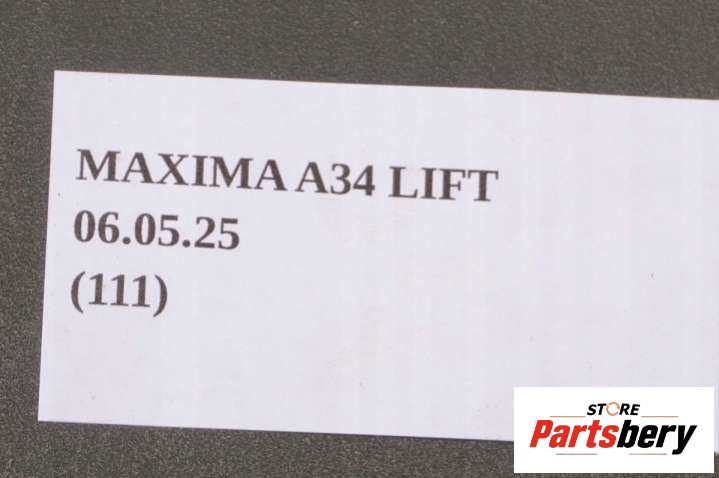 MAXIMA A34 LIFT
06.05.25
(111)
STORE
Partsbery